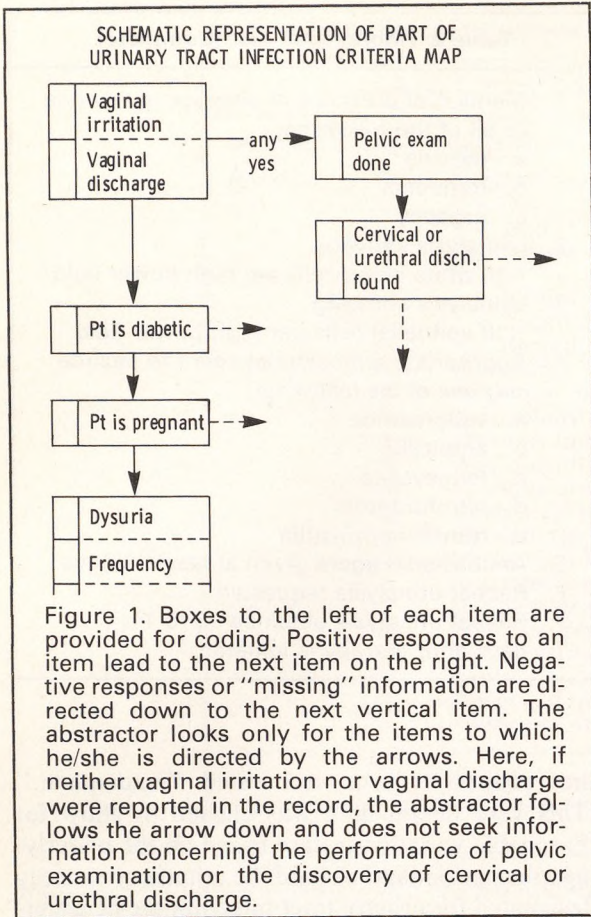 SCHEMATIC REPRESENTATION OF PART OF
URINARY TRACT INFECTION CRITERIA MAP
Vaginal
irritation
Vaginal
discharge
any
yes
Pelvic exam
done
Cervical or
urethral disch.
found
Pt is diabetic
Pt is pregnant
Dysuria
Frequency
Figure 1. Boxes to the left of each item are
provided for coding. Positive responses to an
item lead to the next item on the right. Nega-
tive responses or "missing" information are di-
rected down to the next vertical item. The
abstractor looks only for the items to which
he/she is directed by the arrows. Here, if
neither vaginal irritation nor vaginal discharge
were reported in the record, the abstractor fol-
lows the arrow down and does not seek infor-
mation concerning the performance of pelvic
examination or the discovery of cervical or
urethral discharge.